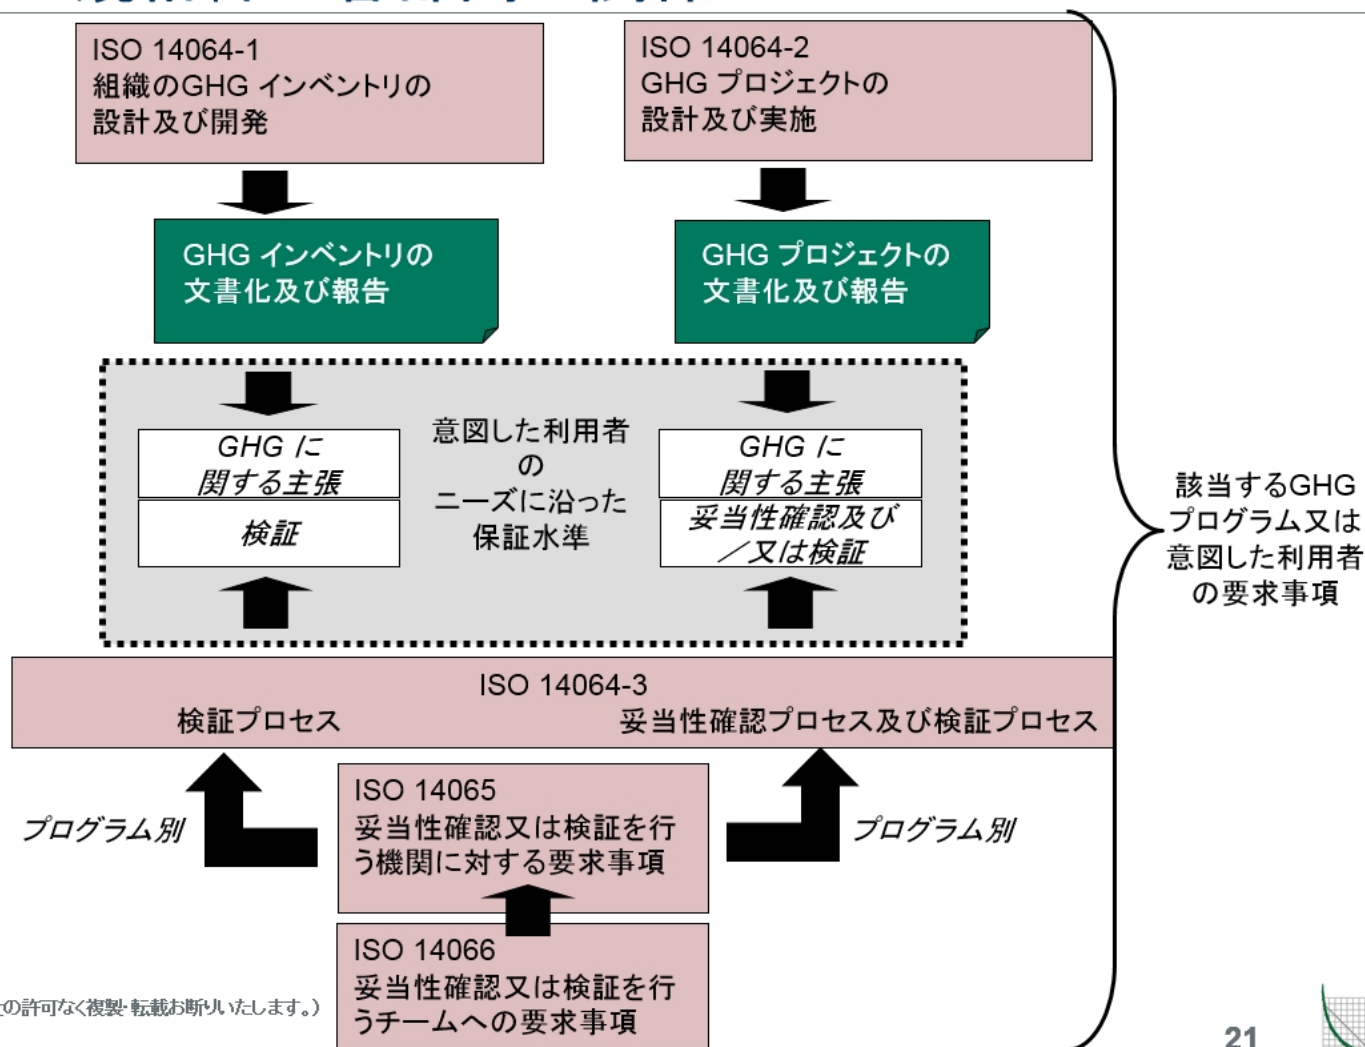 ISO 14064-1
組織のGHG インベントリの
設計及び開発
ISO 14064-2
GHG プロジェクトの
設計及び実施
GHG インベントリの
文書化及び報告
GHG プロジェクトの
文書化及び報告
GHG に
関する主張
検証
意図した利用者
の
ニーズに沿った
保証水準
GHG に
関する主張
妥当性確認及び
／又は検証
該当するGHG
プログラム又は
意図した利用者
の要求事項
ISO 14064-3
検証プロセス
妥当性確認プロセス及び検証プロセス
プログラム別
ISO 14065
妥当性確認又は検証を行
う機関に対する要求事項
プログラム別
ISO 14066
妥当性確認又は検証を行
うチームへの要求事項
の許可なく複製・転載お断りいたします。）
21